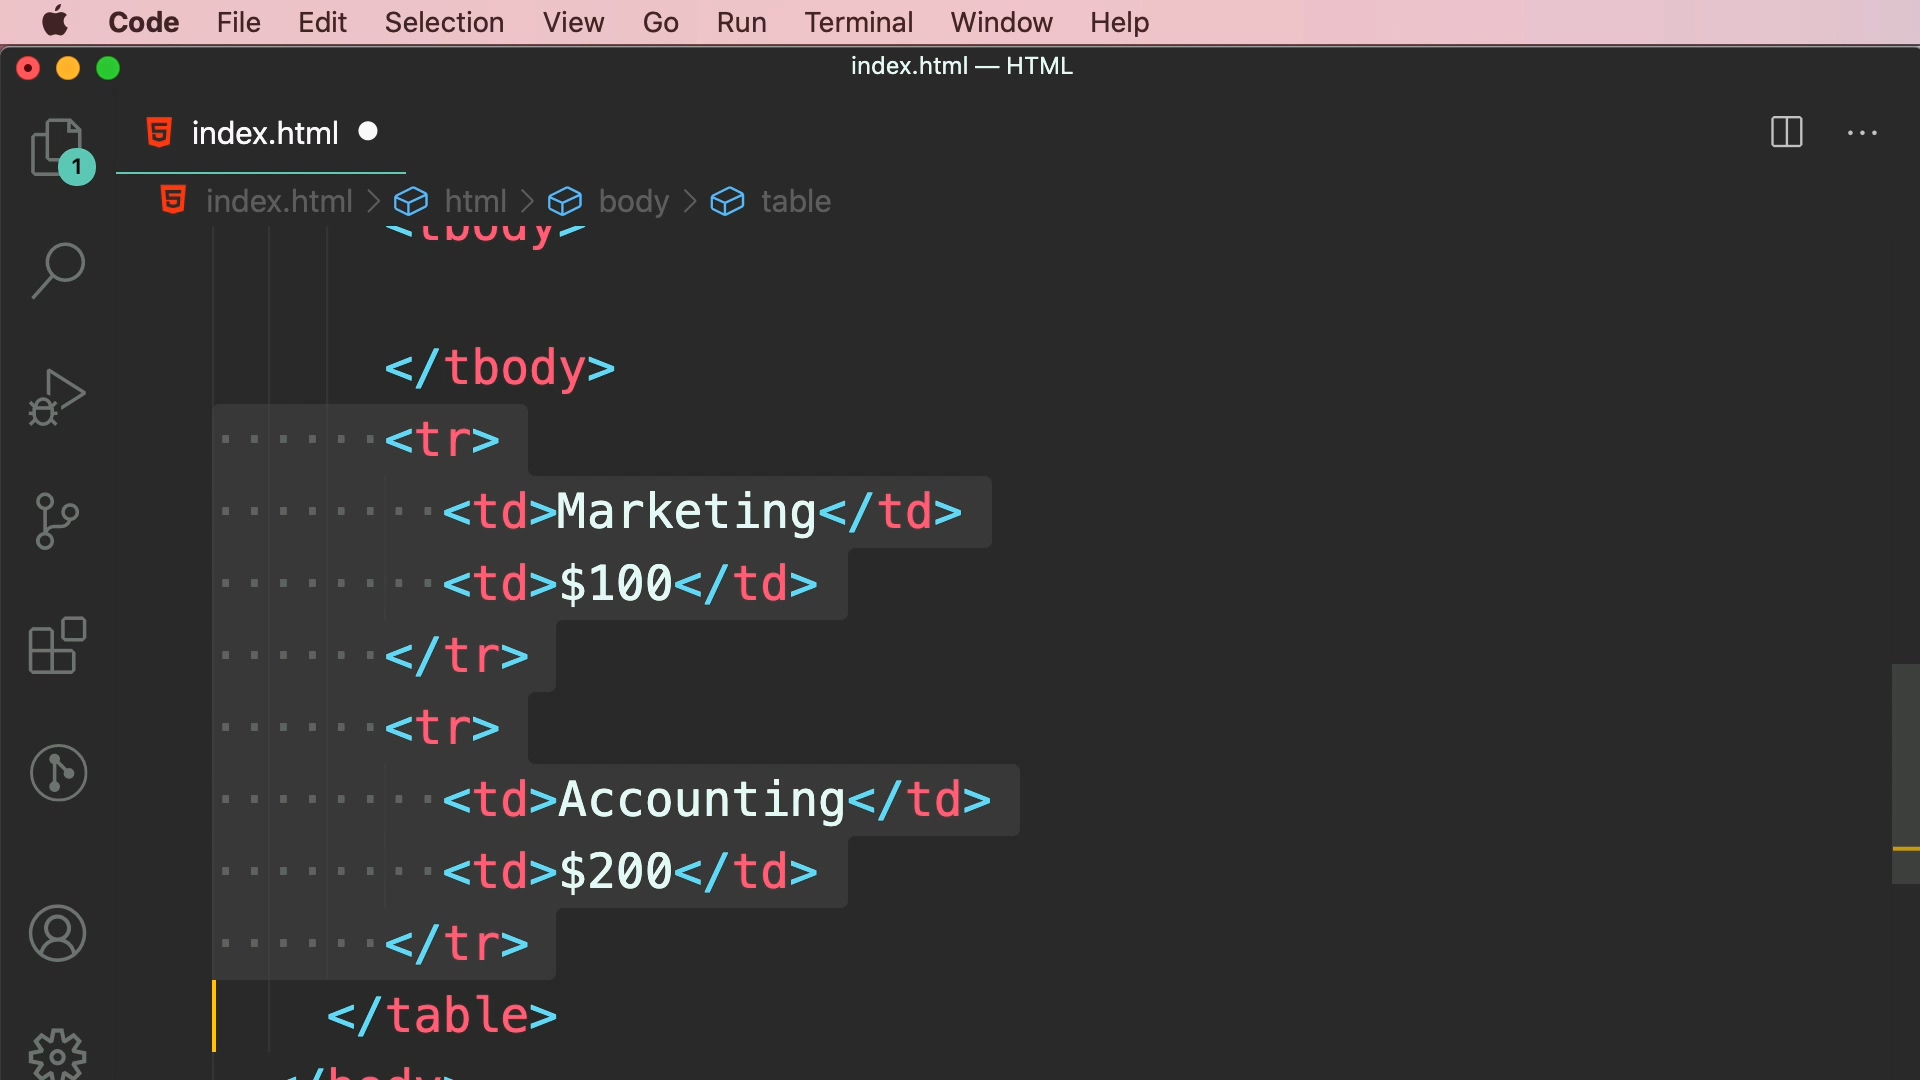 Code File Edit Selection View Go Run Terminal Window Help
index.html — HTML
index.html
1
index.html > html > body > table
<tbody>
</tbody>
<tr>
<td>Marketing</td>
<td>$100</td>
</tr>
<tr>
<td>Accounting</td>
<td>$200</td>
</tr>
</table>
</body>